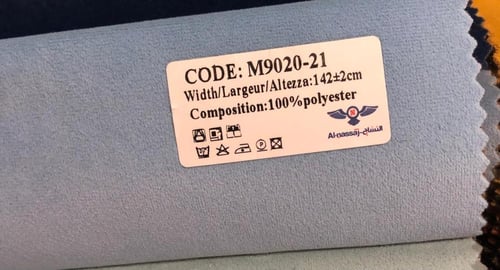 CODE: M9020-21
Width/Largeur/Altezza:142±2cm
Composition:100%polyester
N
Al-nassaj-النساج